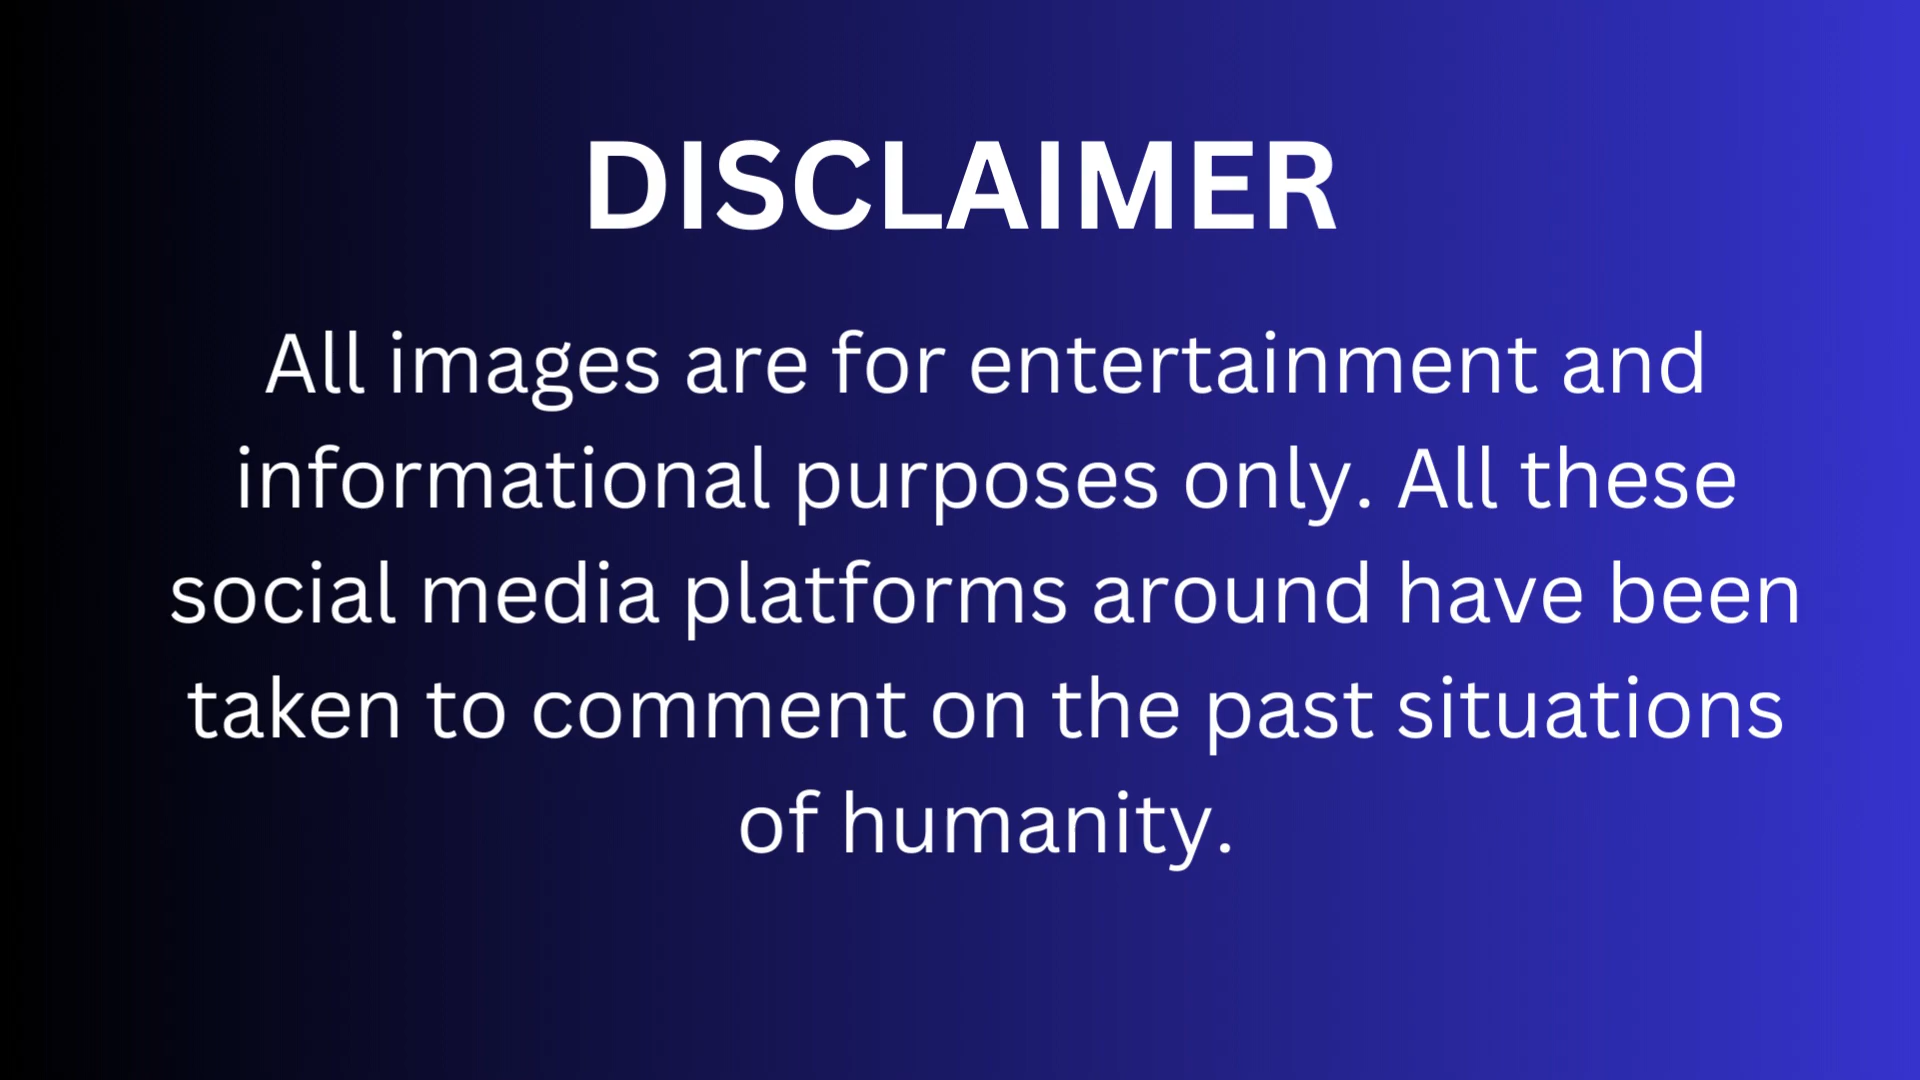 DISCLAIMER
All images are for entertainment and
informational purposes only. All these
social media platforms around have been
taken to comment on the past situations
of humanity.